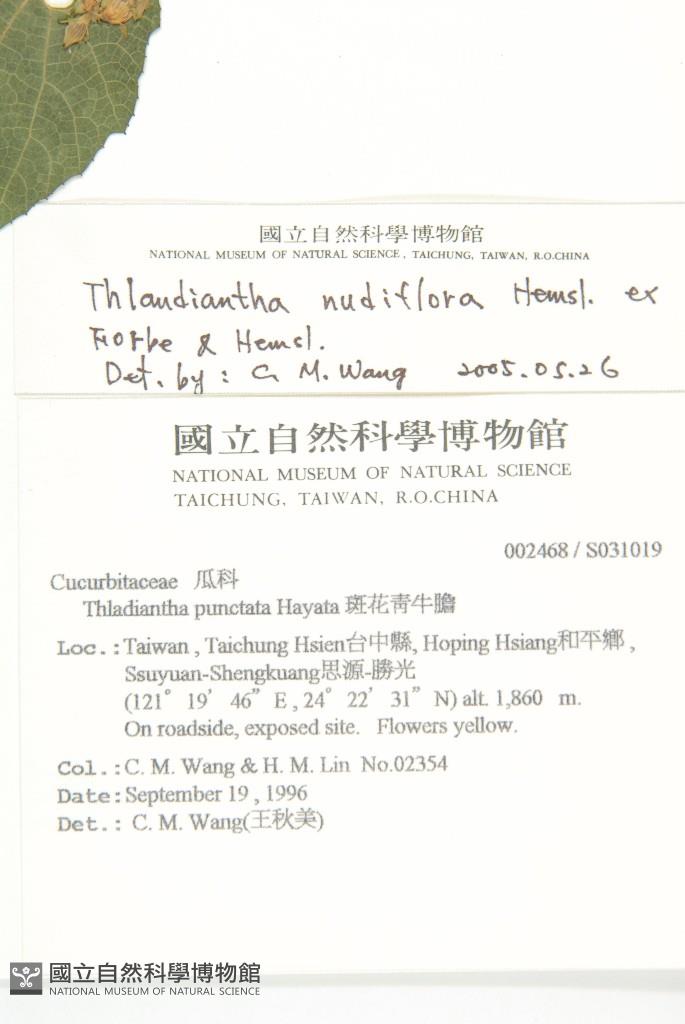 國立自然科學博物館
NATIONAL MUSEUM OF NATURAL SCIENCE , TAICHUNG, TAIWAN, R.O.CHINA
Thlaudiantha nudiflora Hemsl. ex
Forbe & Hemsl.
Det. by : C. M. Wang 2005.05.26
國立自然科學博物館
NATIONAL MUSEUM OF NATURAL SCIENCE
TAICHUNG, TAIWAN, R.O.CHINA
002468 / S031019
Cucurbitaceae 瓜科
Thladiantha punctata Hayata 斑花青牛膽
Loc.:Taiwan , Taichung Hsien台中縣, Hoping Hsiang和平鄉 ,
Ssuyuan-Shengkuang思源-勝光
(121° 19’ 46” E , 24° 22’ 31” N) alt. 1,860 m.
On roadside, exposed site. Flowers yellow.
Col.:C. M. Wang & H. M. Lin No.02354
Date:September 19 , 1996
Det.: C. M. Wang(王秋美)
國立自然科學博物館
NATIONAL MUSEUM OF NATURAL SCIENCE